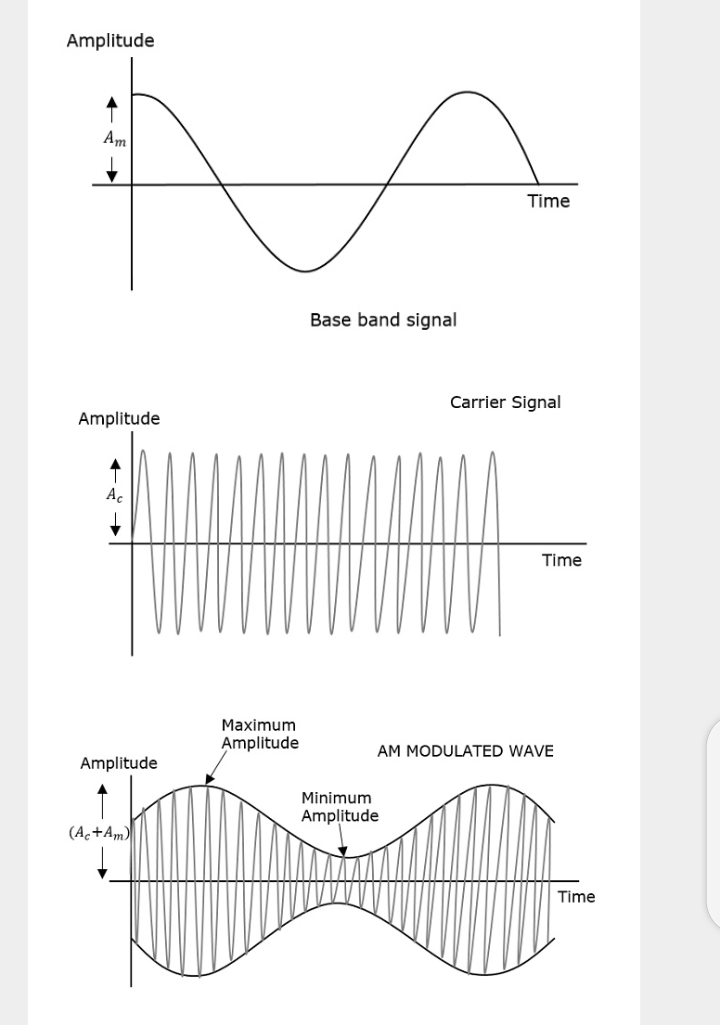 Amplitude
Am
Time
Base band signal
Carrier Signal
Amplitude
Ac
Time
Maximum
Amplitude
AM MODULATED WAVE
Amplitude
Minimum
Amplitude
(Ac+Am)
Time